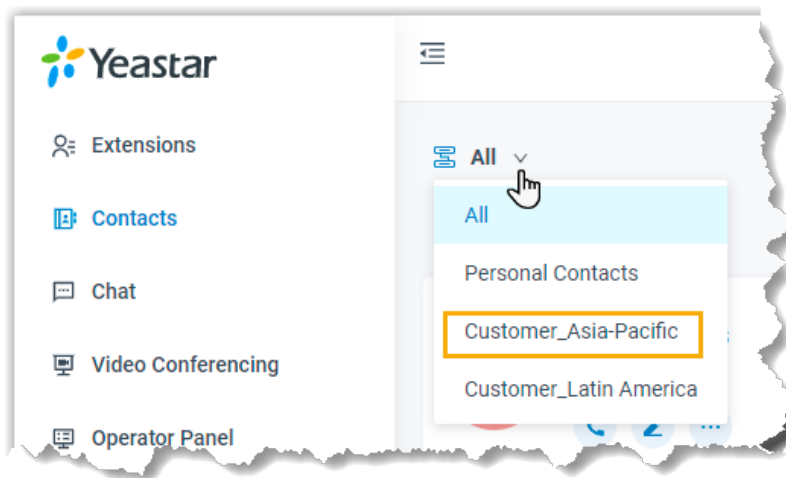 Yeastar
Extensions
Contacts
Chat
Video Conferencing
Operator Panel
All
All
Personal Contacts
Customer_Asia-Pacific
Customer_Latin America